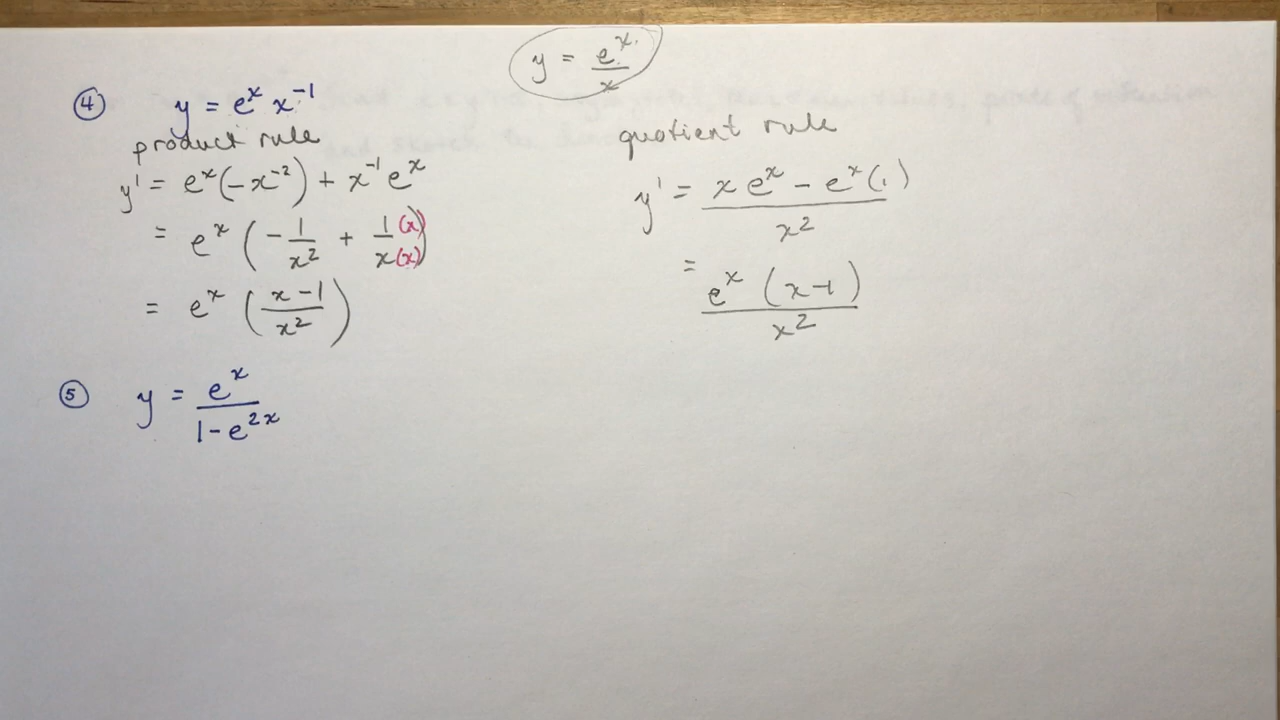 y = e^x / x
④ y = e^x x^{-1}
product rule
y' = e^x(-x^{-2}) + x^{-1} e^x
= e^x (-1/x^2 + 1(x)/x(x))
= e^x ((x-1)/x^2)
quotient rule
y' = (x e^x - e^x(1))/x^2
= e^x (x-1)/x^2
⑤ y = e^x/(1-e^{2x})